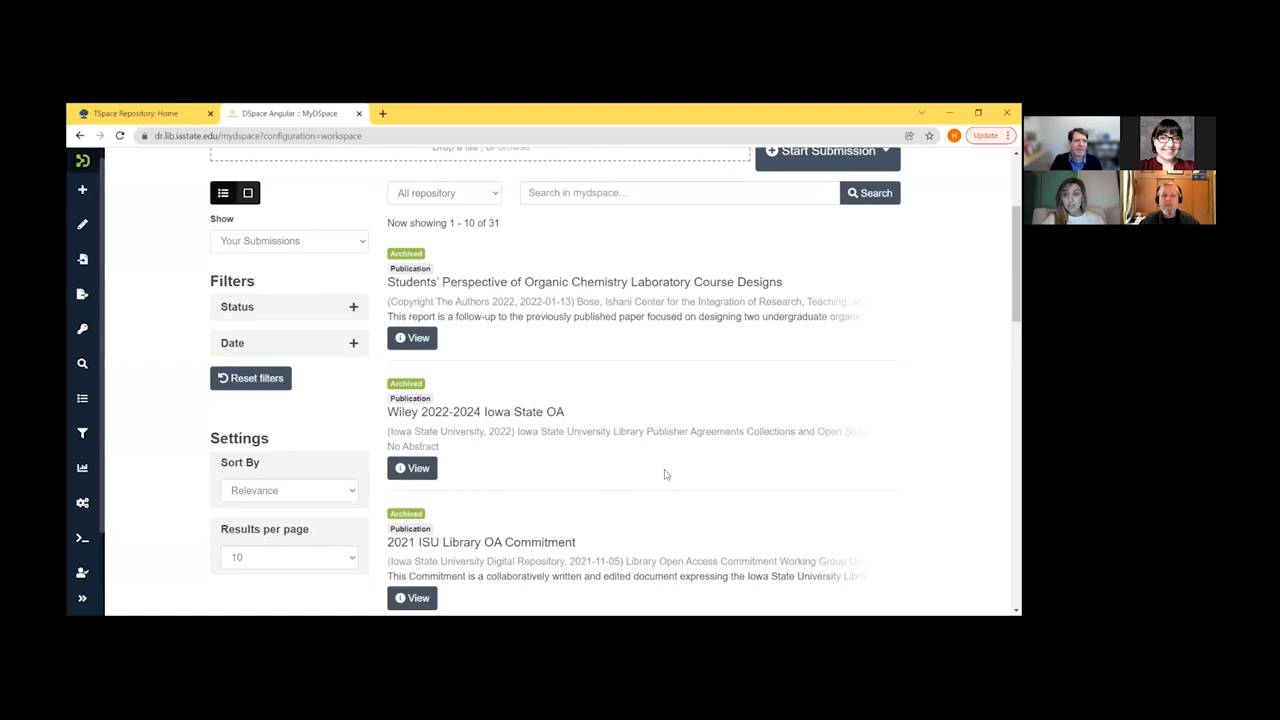 TSpace Repository: Home
DSpace Angular :: MyDSpace
dr.lib.iastate.edu/mydspace?configuration=workspace
H
Update
Drop a file , or browse
Start Submission
All repository
Search in mydspace...
Search
Show
Your Submissions
Now showing 1 - 10 of 31
Filters
Status
Date
Reset filters
Settings
Sort By
Relevance
Results per page
10
Archived
Publication
Students' Perspective of Organic Chemistry Laboratory Course Designs
(Copyright The Authors 2022, 2022-01-13) Bose, Ishani Center for the Integration of Research, Teaching,
This report is a follow-up to the previously published paper focused on designing two undergraduate organic
View
Archived
Publication
Wiley 2022-2024 Iowa State OA
(Iowa State University, 2022) Iowa State University Library Publisher Agreements Collections and Open
No Abstract
View
Archived
Publication
2021 ISU Library OA Commitment
(Iowa State University Digital Repository, 2021-11-05) Library Open Access Commitment Working Group
This Commitment is a collaboratively written and edited document expressing the Iowa State University
View